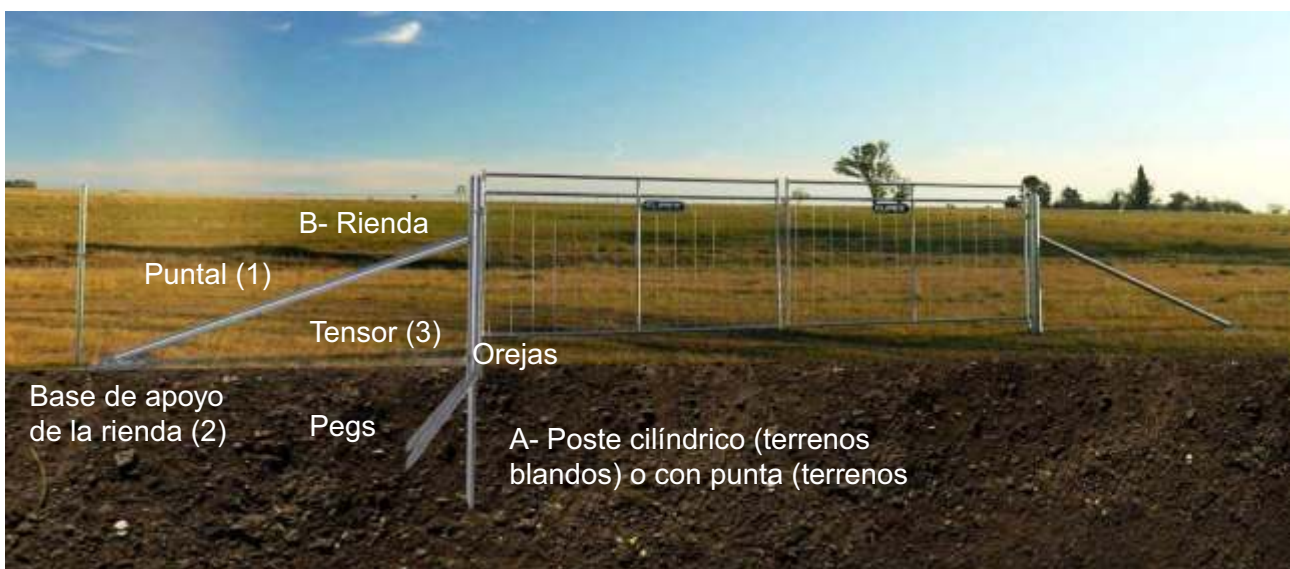 B- Rienda
Puntal (1)
Tensor (3)
Orejas
Base de apoyo
de la rienda (2)
Pegs
A- Poste cilíndrico (terrenos
blandos) o con punta (terrenos